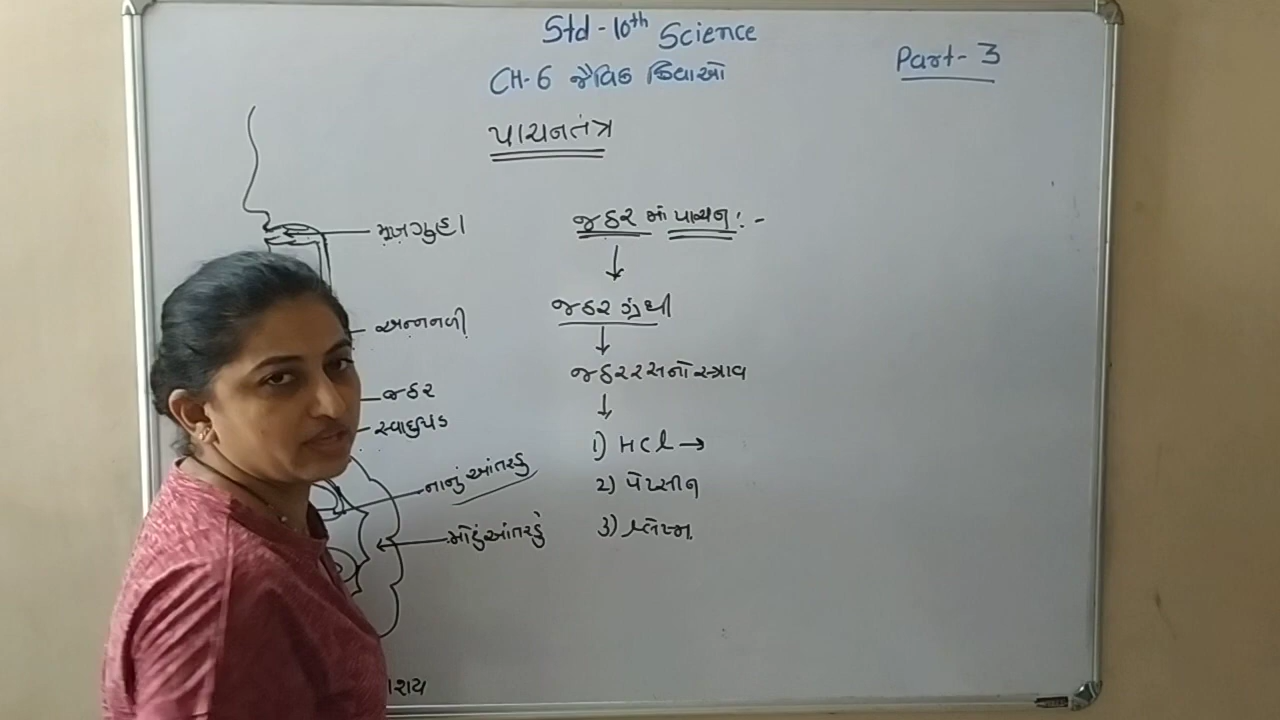 Std - 10th Science
CH-6 જૈવિક ક્રિયાઓ
Part - 3
પાચનતંત્ર
મુખગુહા
અન્નનળી
જઠર
સ્વાદુપિંડ
નાનું આંતરડું
મોટું આંતરડું
જઠર માં પાચન : -
↓
જઠર ગ્રંથી
↓
જઠરરસનો સ્ત્રાવ
↓
1) HCl →
2) પેપ્સીન
3) શ્લેષ્મ